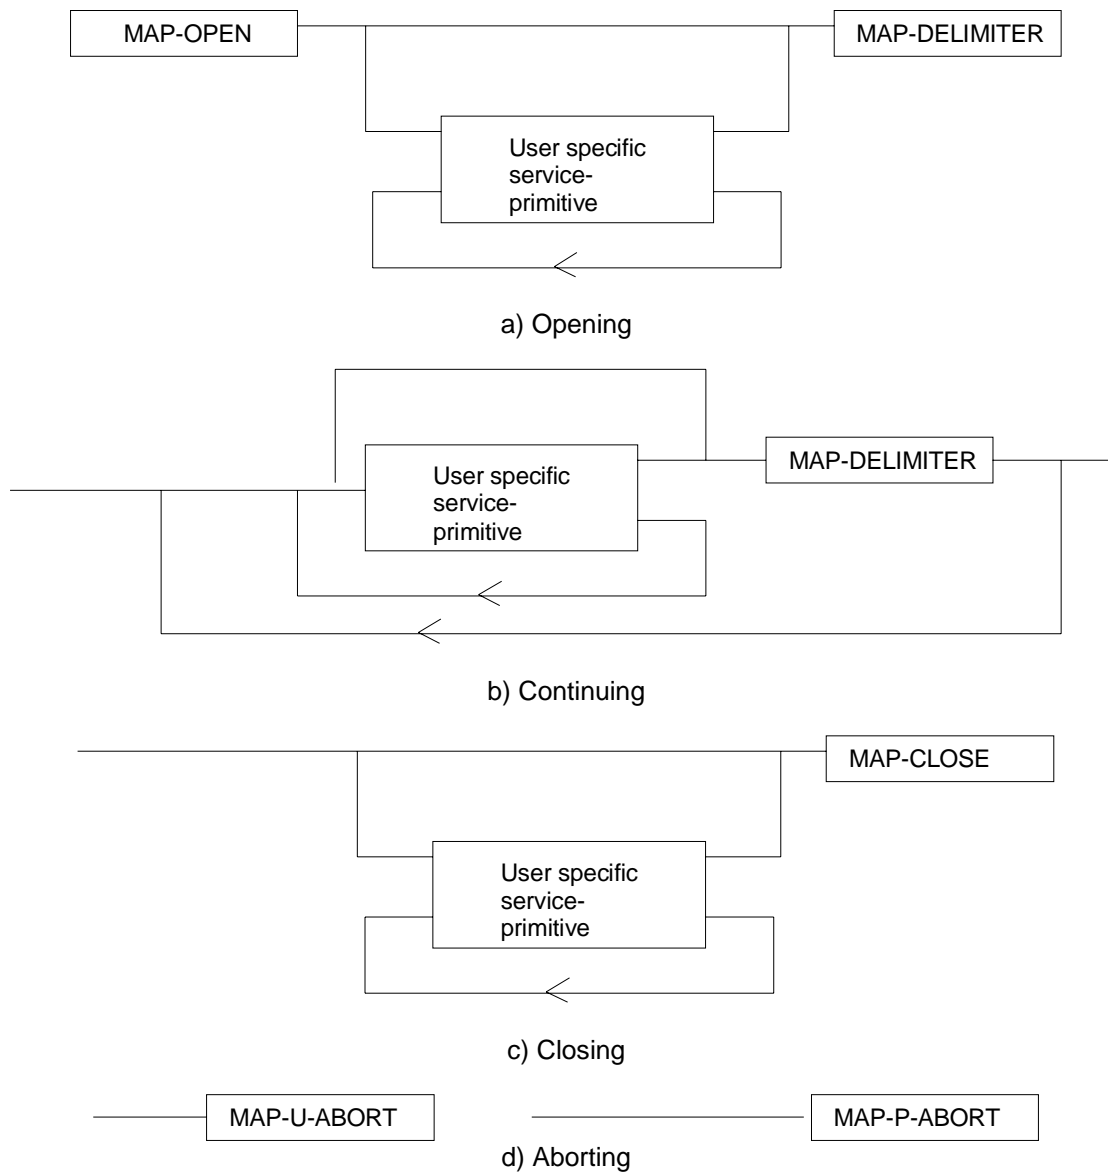 MAP-OPEN
MAP-DELIMITER
User specific
service-
primitive
a) Opening
User specific
service-
primitive
MAP-DELIMITER
b) Continuing
MAP-CLOSE
User specific
service-
primitive
c) Closing
MAP-U-ABORT
MAP-P-ABORT
d) Aborting